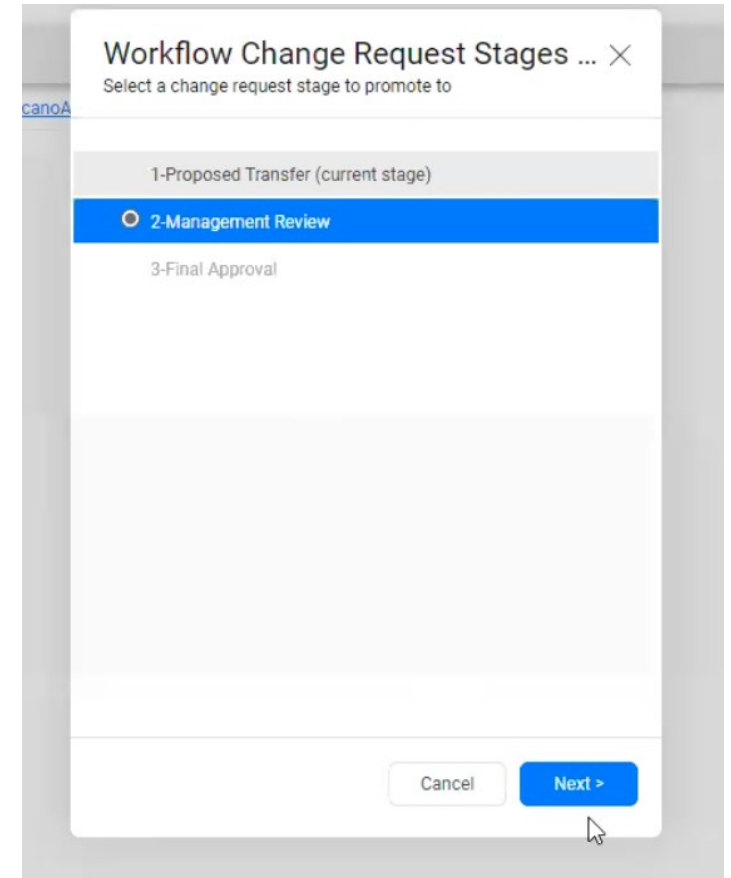 Workflow Change Request Stages ...
Select a change request stage to promote to
canoA
1-Proposed Transfer (current stage)
2-Management Review
3-Final Approval
Cancel
Next >